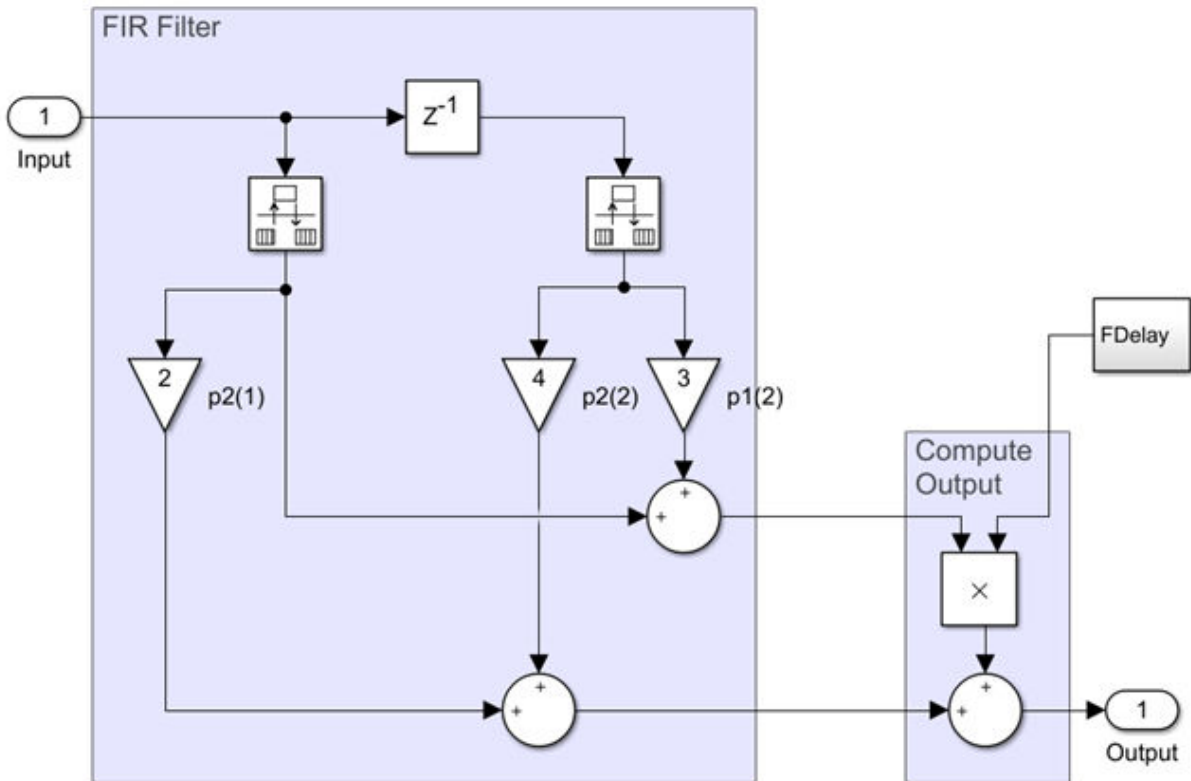 FIR Filter
1
Input
z-1
2
p2(1)
4
p2(2)
3
p1(2)
FDelay
+
+
Compute
Output
×
+
+
+
+
1
Output